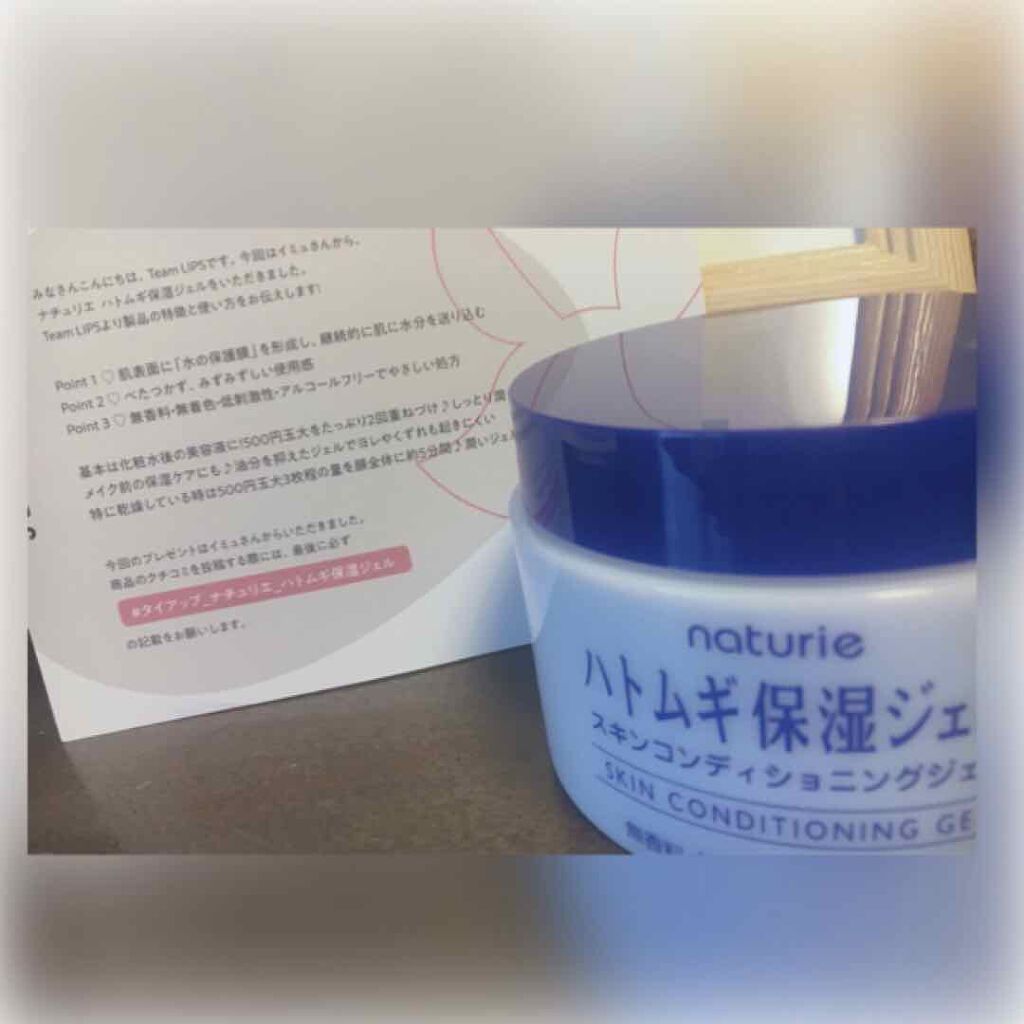 みなさんこんにちは、Team LIPSです。今回はイミュさんから、
ナチュリエ ハトムギ保湿ジェルをいただきました。
Team LIPSより製品の特徴と使い方をお伝えします!
Point 1 ♡ 肌表面に「水の保護膜」を形成し、継続的に肌に水分を送り込む
Point 2 ♡ べたつかず、みずみずしい使用感
Point 3 ♡ 無香料・無着色・低刺激性・アルコールフリーでやさしい処方
基本は化粧水後の美容液に!500円玉大をたっぷり2回重ねづけ♪しっとり潤
メイク前の保湿ケアにも♪油分を抑えたジェルでヨレやくずれも起きにくい
特に乾燥している時は500円玉大3枚程の量を顔全体に約5分間♪潤いジェル
今回のプレゼントはイミュさんからいただきました。
商品のクチコミを投稿する際には、最後に必ず
#タイアップ_ナチュリエ_ハトムギ保湿ジェル
の記載をお願いします。
naturie
ハトムギ保湿ジェ
スキンコンディショニングジェ
SKIN CONDITIONING GE
無香料